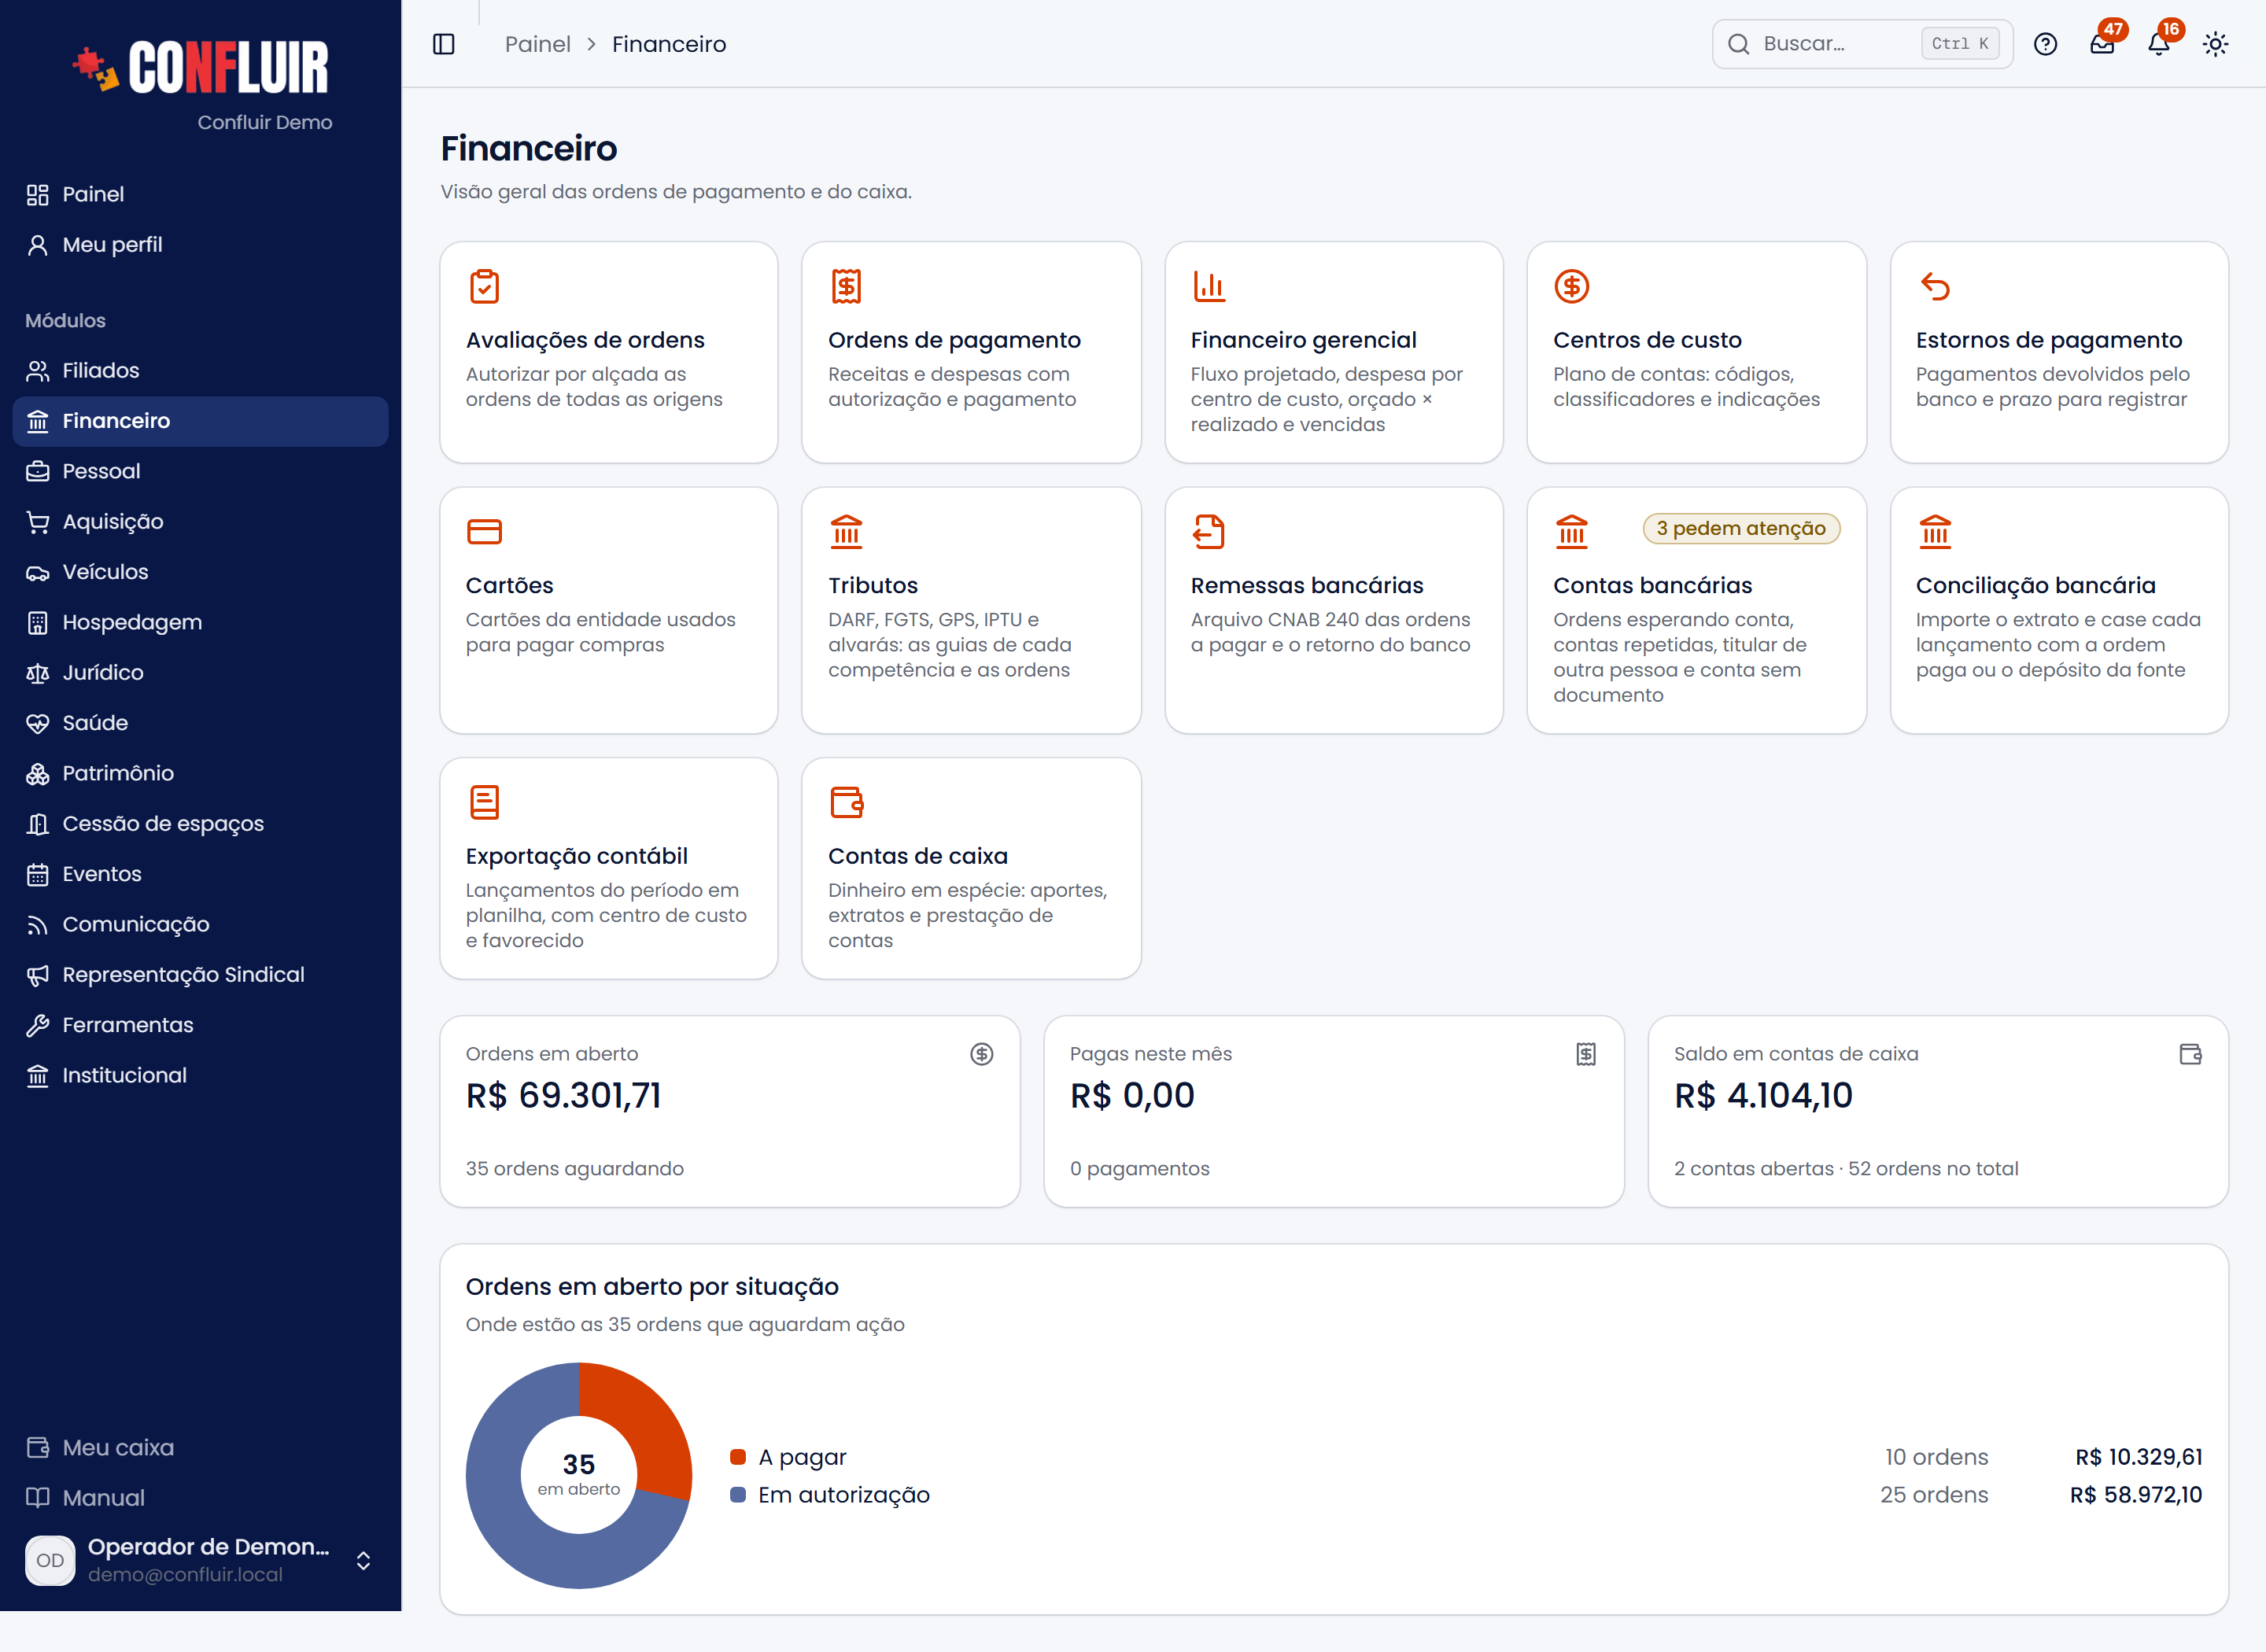 CONFLUIR
Confluir Demo
Painel
Meu perfil
Módulos
Filiados
Financeiro
Pessoal
Aquisição
Veículos
Hospedagem
Jurídico
Saúde
Patrimônio
Cessão de espaços
Eventos
Comunicação
Representação Sindical
Ferramentas
Institucional
Meu caixa
Manual
OD
Operador de Demon...
demo@confluir.local
Painel > Financeiro
Buscar...
Ctrl K
47
16
Financeiro
Visão geral das ordens de pagamento e do caixa.
Avaliações de ordens
Autorizar por alçada as
ordens de todas as origens
Ordens de pagamento
Receitas e despesas com
autorização e pagamento
Financeiro gerencial
Fluxo projetado, despesa por
centro de custo, orçado ×
realizado e vencidas
Centros de custo
Plano de contas: códigos,
classificadores e indicações
Estornos de pagamento
Pagamentos devolvidos pelo
banco e prazo para registrar
Cartões
Cartões da entidade usados
para pagar compras
Tributos
DARF, FGTS, GPS, IPTU e
alvarás: as guias de cada
competência e as ordens
Remessas bancárias
Arquivo CNAB 240 das ordens
a pagar e o retorno do banco
3 pedem atenção
Contas bancárias
Ordens esperando conta,
contas repetidas, titular de
outra pessoa e conta sem
documento
Conciliação bancária
Importe o extrato e case cada
lançamento com a ordem
paga ou o depósito da fonte
Exportação contábil
Lançamentos do período em
planilha, com centro de custo
e favorecido
Contas de caixa
Dinheiro em espécie: aportes,
extratos e prestação de
contas
Ordens em aberto
R$ 69.301,71
35 ordens aguardando
Pagas neste mês
R$ 0,00
0 pagamentos
Saldo em contas de caixa
R$ 4.104,10
2 contas abertas · 52 ordens no total
Ordens em aberto por situação
Onde estão as 35 ordens que aguardam ação
35
em aberto
A pagar 10 ordens R$ 10.329,61
Em autorização 25 ordens R$ 58.972,10